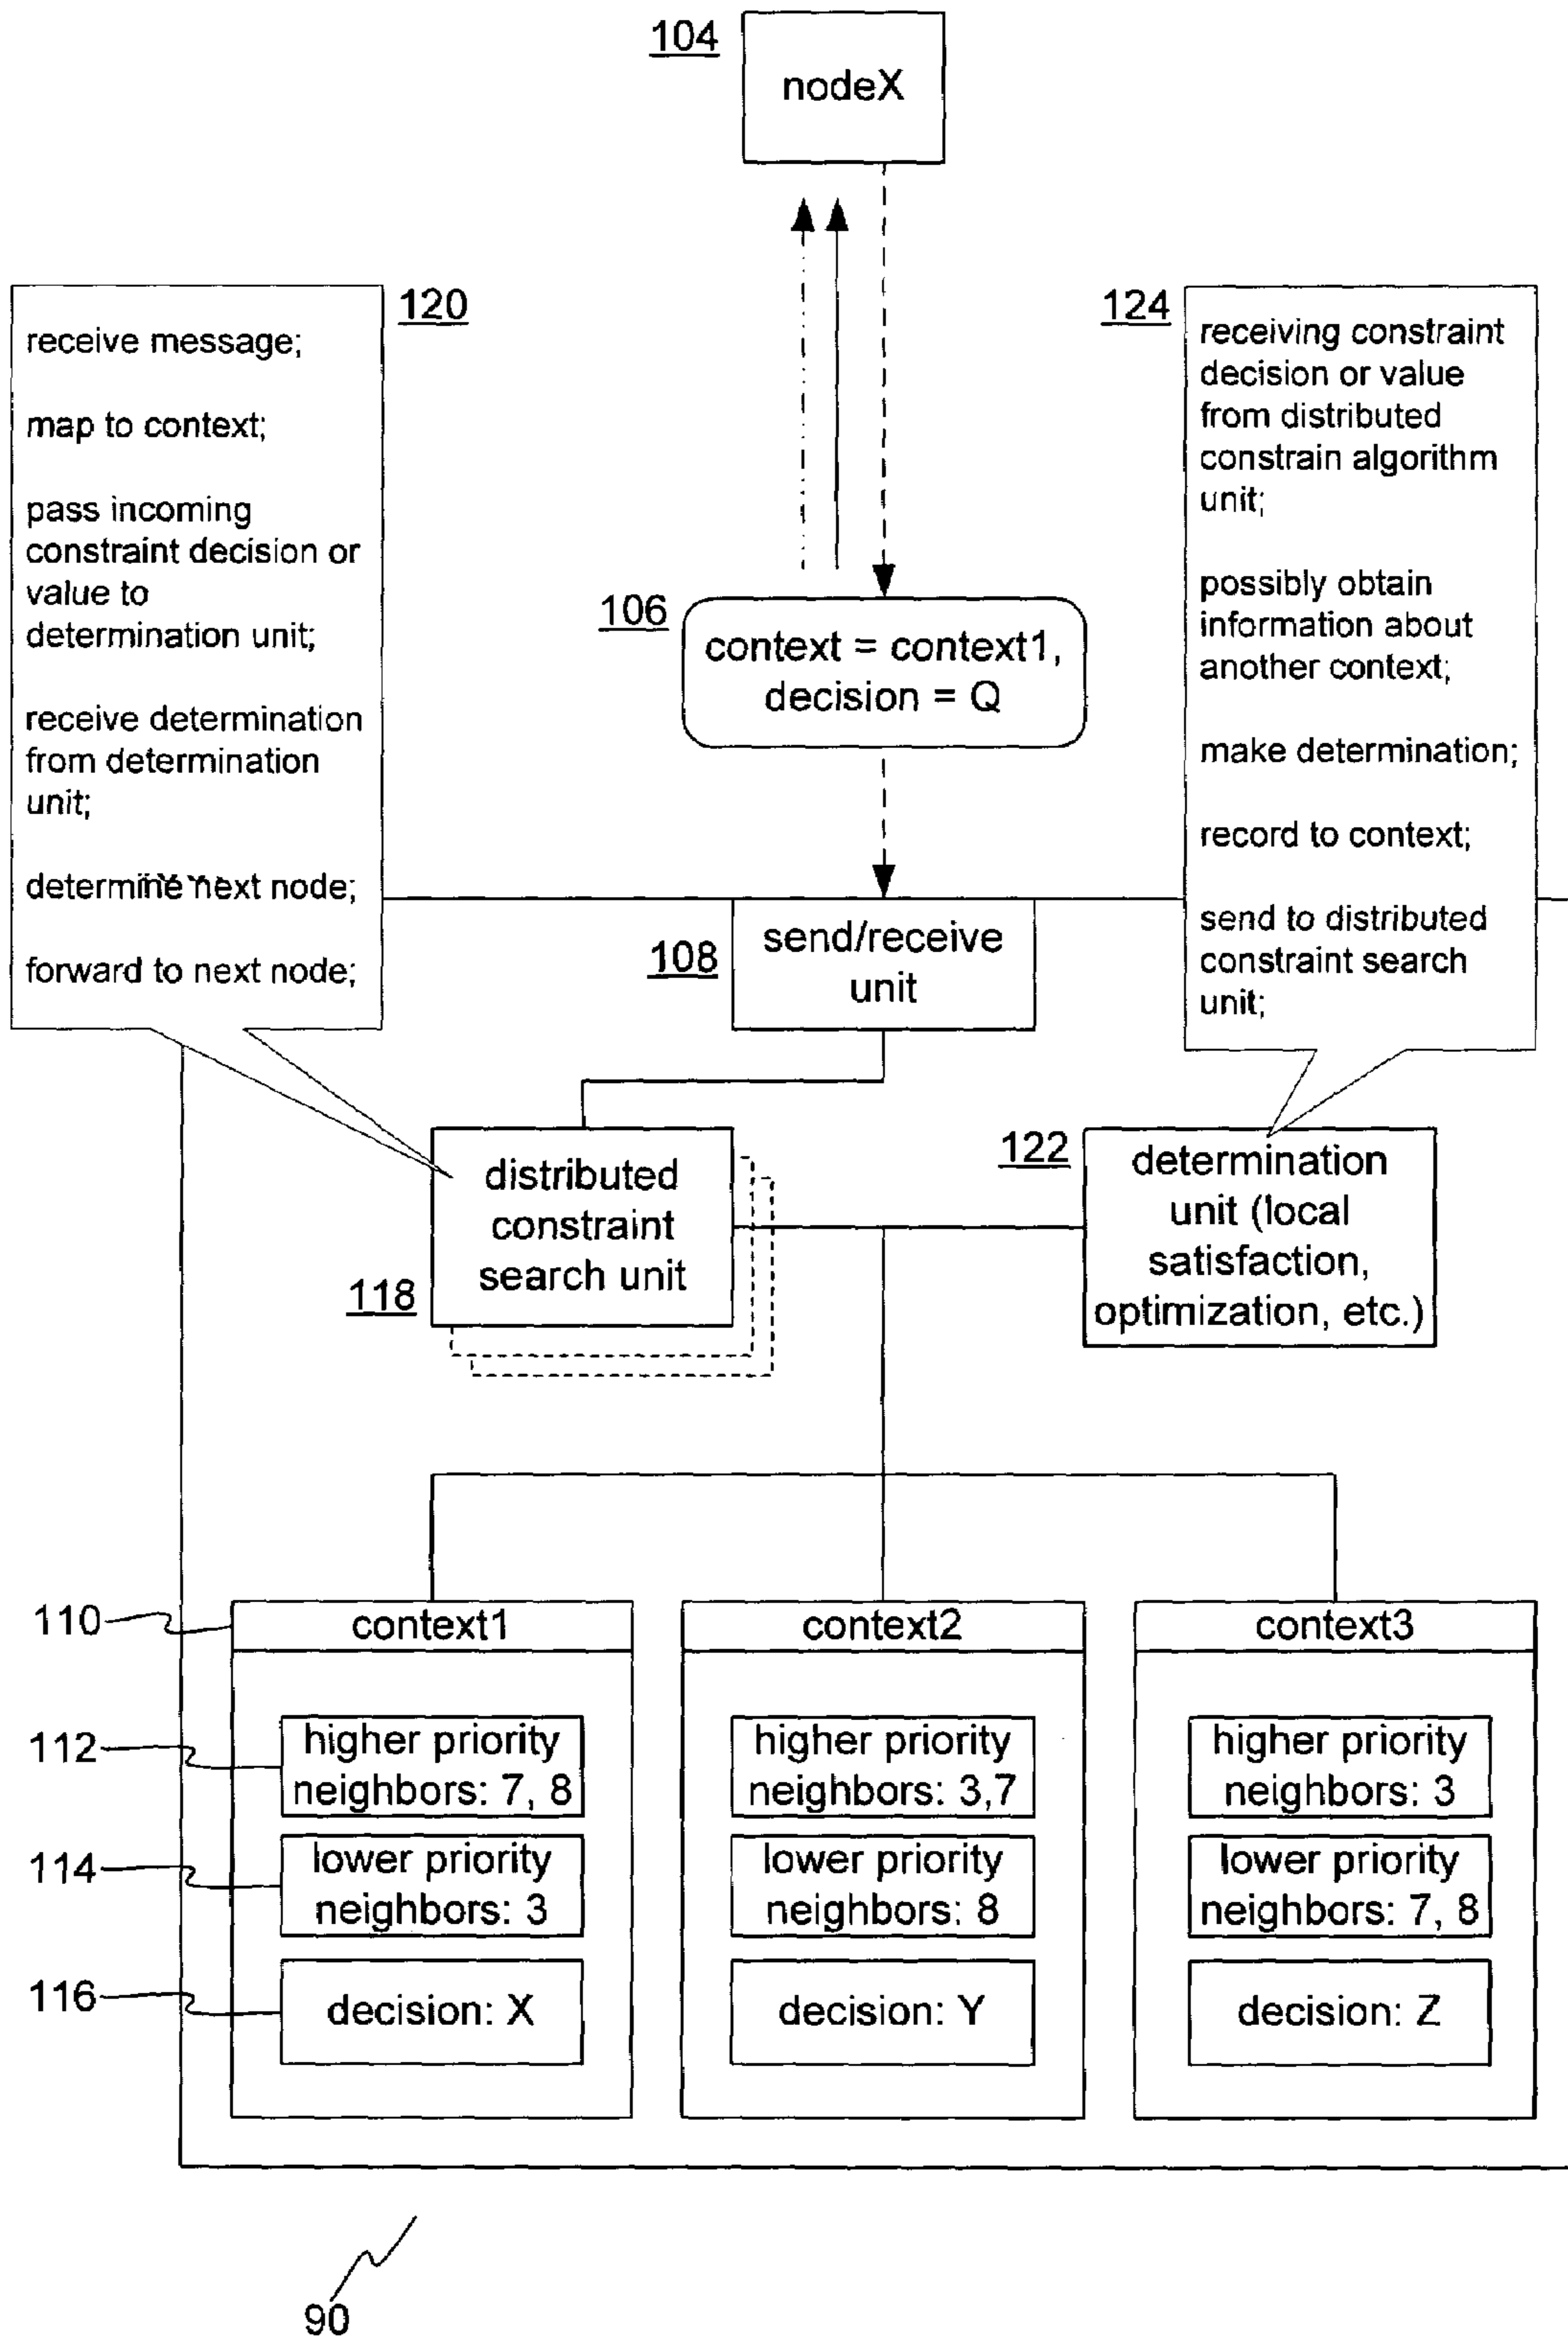 104
nodeX
120
receive message;
map to context;
pass incoming
constraint decision or
value to
determination unit;
receive determination
from determination
unit;
determine next node;
forward to next node;
124
receiving constraint
decision or value
from distributed
constrain algorithm
unit;
possibly obtain
information about
another context;
make determination;
record to context;
send to distributed
constraint search
unit;
106
context = context1,
decision = Q
108
send/receive
unit
118
distributed
constraint
search unit
122
determination
unit (local
satisfaction,
optimization, etc.)
110
context1
context2
context3
112
higher priority
neighbors: 7, 8
higher priority
neighbors: 3,7
higher priority
neighbors: 3
114
lower priority
neighbors: 3
lower priority
neighbors: 8
lower priority
neighbors: 7, 8
116
decision: X
decision: Y
decision: Z
90